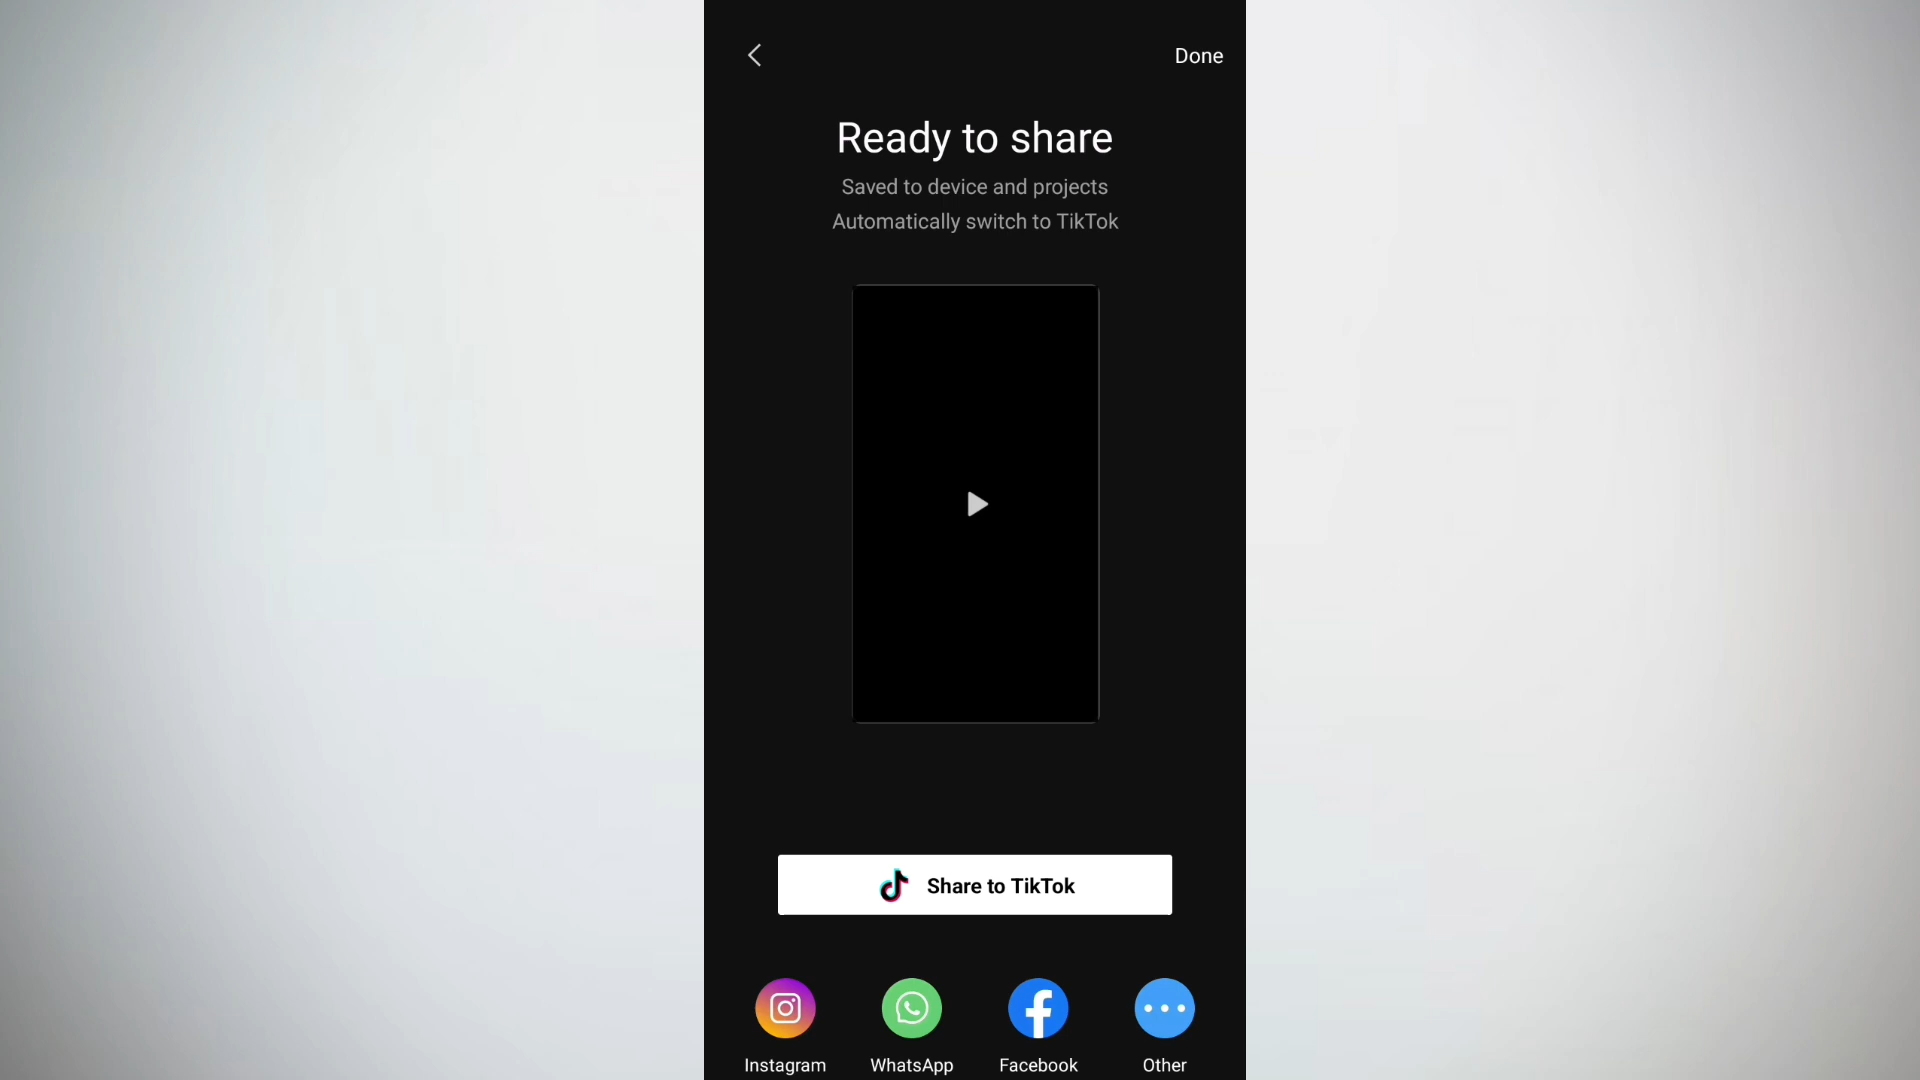 Done
Ready to share
Saved to device and projects
Automatically switch to TikTok
Share to TikTok
Instagram WhatsApp Facebook Other